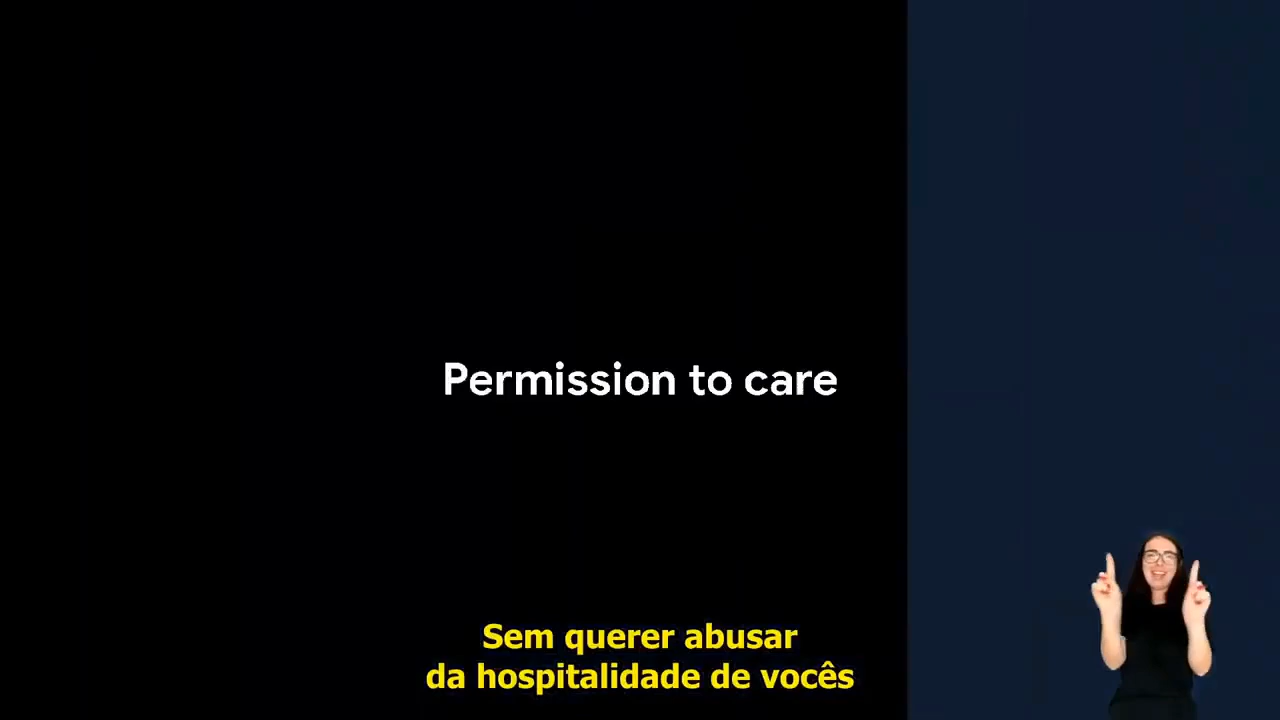 Permission to care
Sem querer abusar
da hospitalidade de vocês